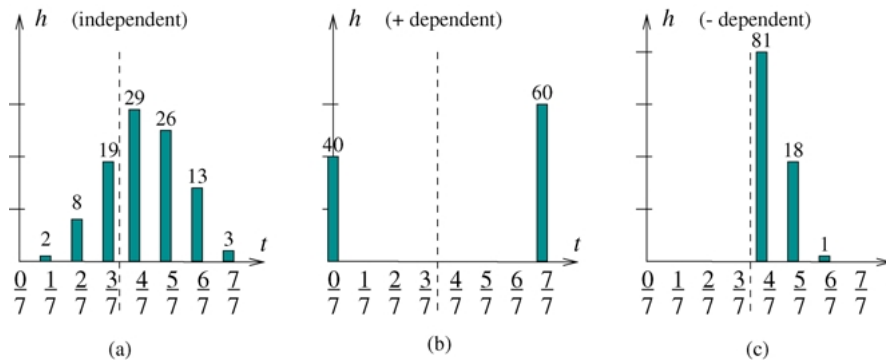 h (independent)
h (+ dependent)
h (- dependent)
2
8
19
29
26
13
3
t
0/7 1/7 2/7 3/7 4/7 5/7 6/7 7/7
(a)
40
60
t
0/7 1/7 2/7 3/7 4/7 5/7 6/7 7/7
(b)
81
18
1
0/7 1/7 2/7 3/7 4/7 5/7 6/7 7/7
(c)